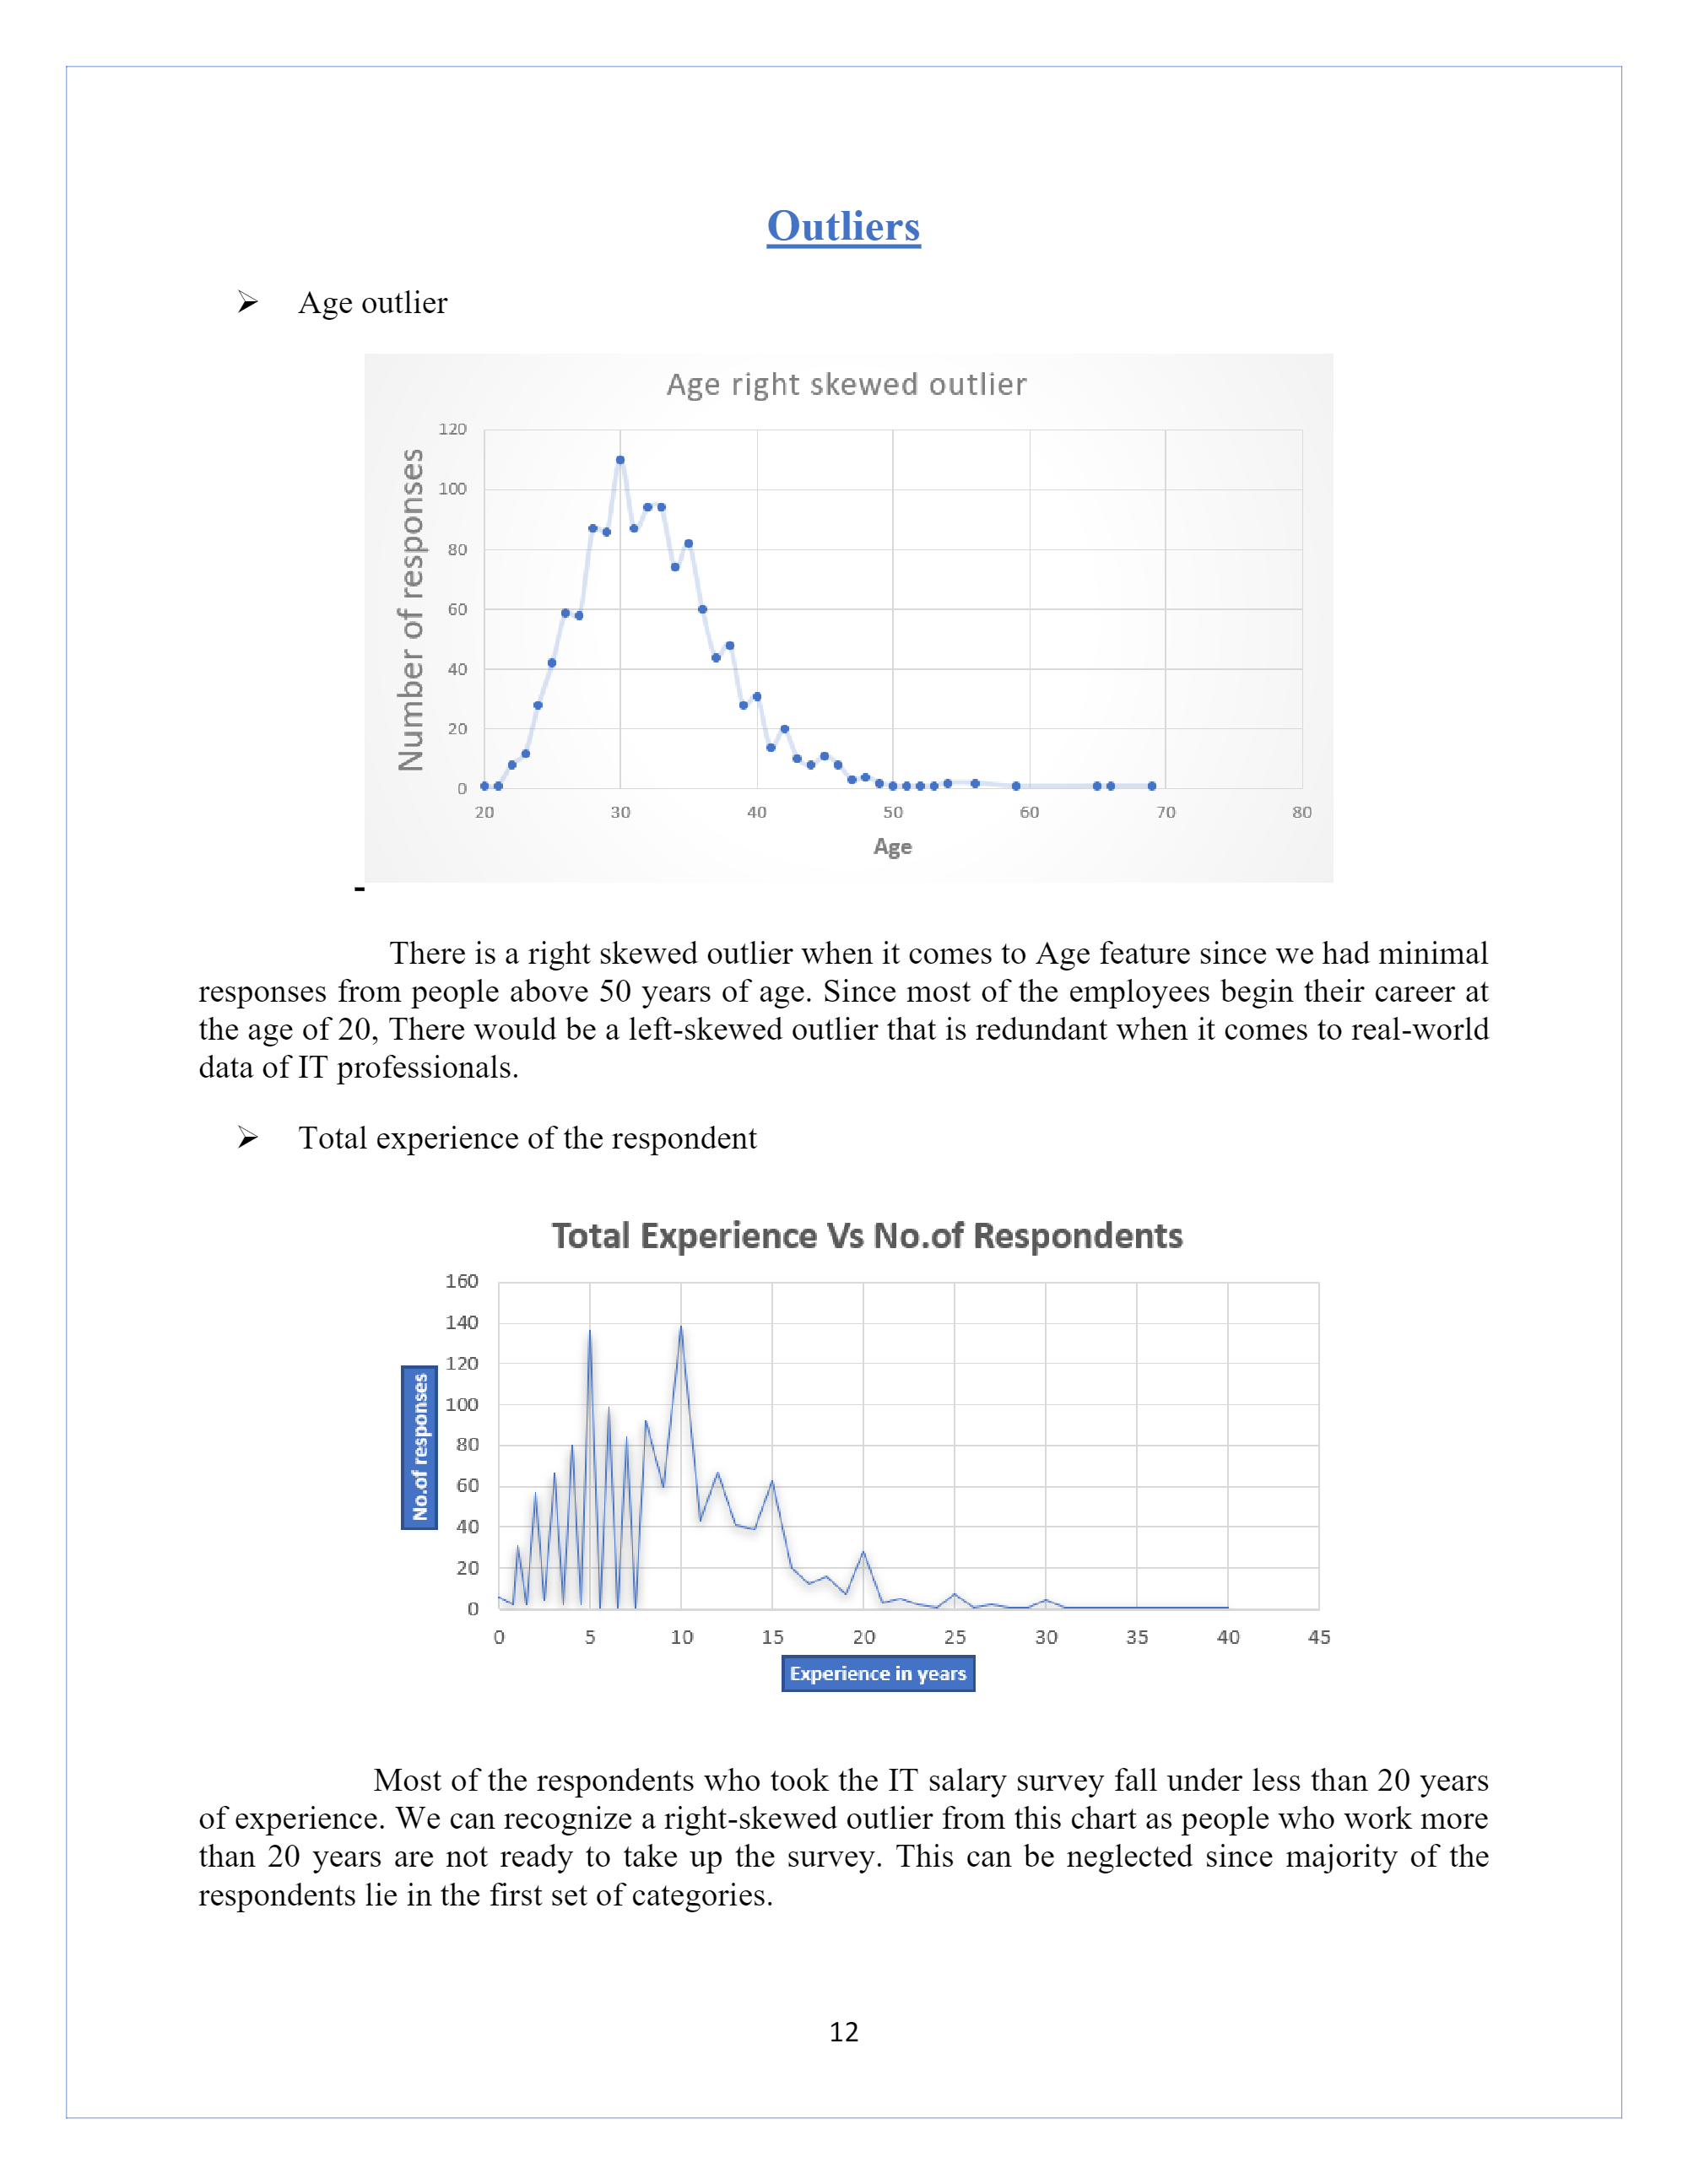 Outliers
➢ Age outlier
Age right skewed outlier
Number of responses
120
100
80
60
40
20
0
20 30 40 50 60 70 80
Age
-
There is a right skewed outlier when it comes to Age feature since we had minimal
responses from people above 50 years of age. Since most of the employees begin their career at
the age of 20, There would be a left-skewed outlier that is redundant when it comes to real-world
data of IT professionals.
➢ Total experience of the respondent
Total Experience Vs No.of Respondents
No.of responses
160
140
120
100
80
60
40
20
0
0 5 10 15 20 25 30 35 40 45
Experience in years
Most of the respondents who took the IT salary survey fall under less than 20 years
of experience. We can recognize a right-skewed outlier from this chart as people who work more
than 20 years are not ready to take up the survey. This can be neglected since majority of the
respondents lie in the first set of categories.
12